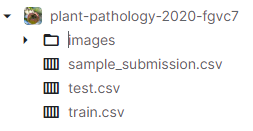 plant-pathology-2020-fgvc7
images
sample_submission.csv
test.csv
train.csv